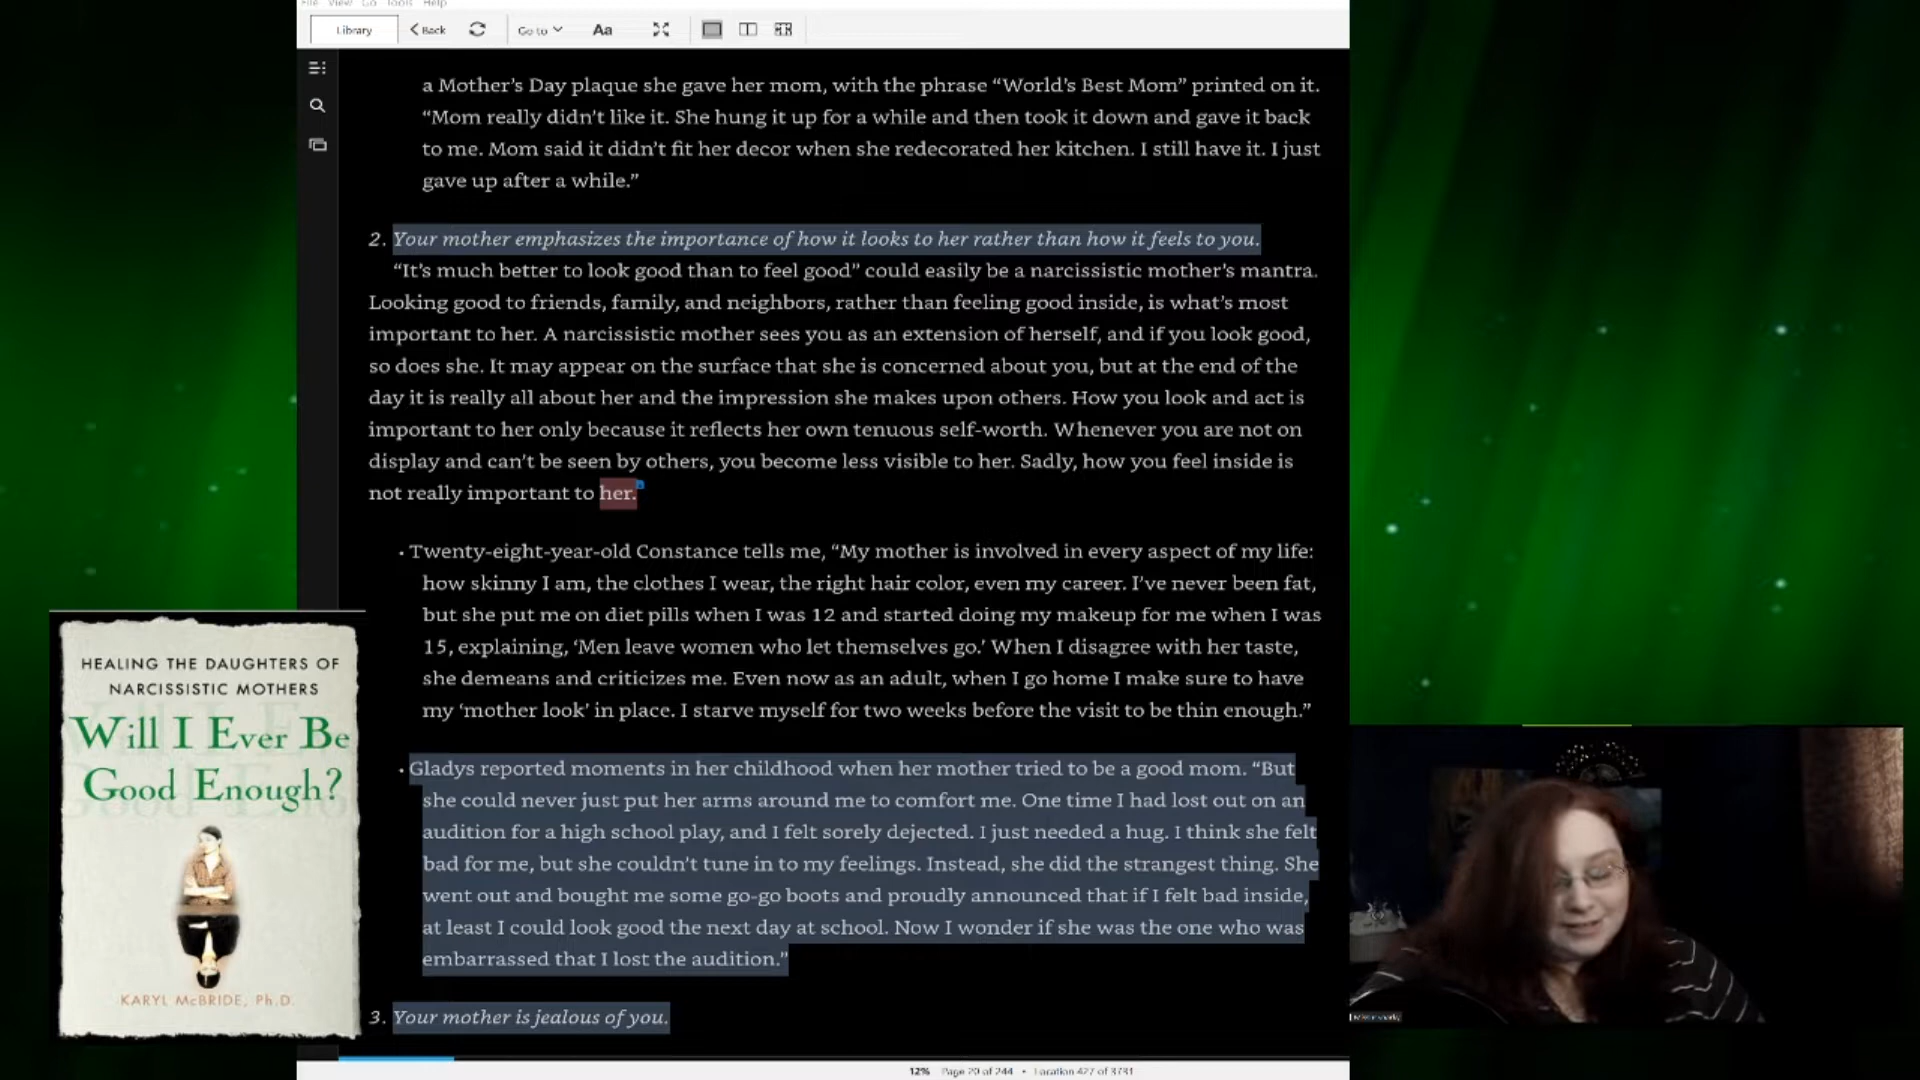 File View Go Tools Help
Library
Back
Go to
Aa
a Mother’s Day plaque she gave her mom, with the phrase “World’s Best Mom” printed on it.
“Mom really didn’t like it. She hung it up for a while and then took it down and gave it back
to me. Mom said it didn’t fit her decor when she redecorated her kitchen. I still have it. I just
gave up after a while.”
2. Your mother emphasizes the importance of how it looks to her rather than how it feels to you.
“It’s much better to look good than to feel good” could easily be a narcissistic mother’s mantra.
Looking good to friends, family, and neighbors, rather than feeling good inside, is what’s most
important to her. A narcissistic mother sees you as an extension of herself, and if you look good,
so does she. It may appear on the surface that she is concerned about you, but at the end of the
day it is really all about her and the impression she makes upon others. How you look and act is
important to her only because it reflects her own tenuous self-worth. Whenever you are not on
display and can’t be seen by others, you become less visible to her. Sadly, how you feel inside is
not really important to her.
• Twenty-eight-year-old Constance tells me, “My mother is involved in every aspect of my life:
how skinny I am, the clothes I wear, the right hair color, even my career. I’ve never been fat,
but she put me on diet pills when I was 12 and started doing my makeup for me when I was
15, explaining, ‘Men leave women who let themselves go.’ When I disagree with her taste,
she demeans and criticizes me. Even now as an adult, when I go home I make sure to have
my ‘mother look’ in place. I starve myself for two weeks before the visit to be thin enough.”
• Gladys reported moments in her childhood when her mother tried to be a good mom. “But
she could never just put her arms around me to comfort me. One time I had lost out on an
audition for a high school play, and I felt sorely dejected. I just needed a hug. I think she felt
bad for me, but she couldn’t tune in to my feelings. Instead, she did the strangest thing. She
went out and bought me some go-go boots and proudly announced that if I felt bad inside,
at least I could look good the next day at school. Now I wonder if she was the one who was
embarrassed that I lost the audition.”
3. Your mother is jealous of you.
12% Page 20 of 244 • Location 427 of 3731
HEALING THE DAUGHTERS OF
NARCISSISTIC MOTHERS
Will I Ever Be
Good Enough?
KARYL McBRIDE, Ph.D.